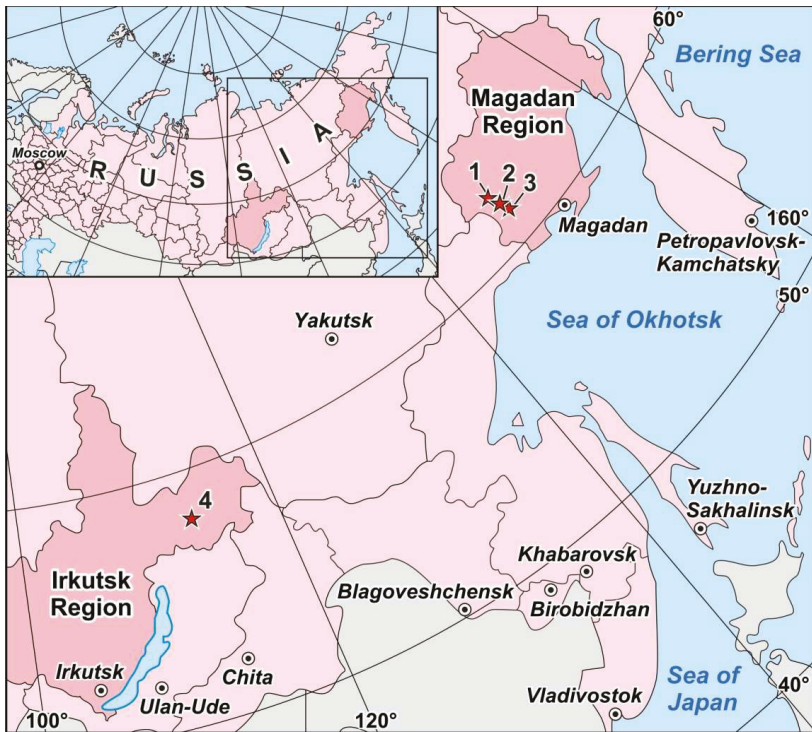 60°
Bering Sea
Magadan
Region
Moscow
RUSSIA
1
2
3
Magadan
160°
Petropavlovsk-
Kamchatsky
50°
Sea of Okhotsk
Yakutsk
4
Yuzhno-
Sakhalinsk
Khabarovsk
Irkutsk
Region
Blagoveshchensk
Birobidzhan
Chita
Irkutsk
Ulan-Ude
Sea of
Japan
40°
Vladivostok
100°
120°